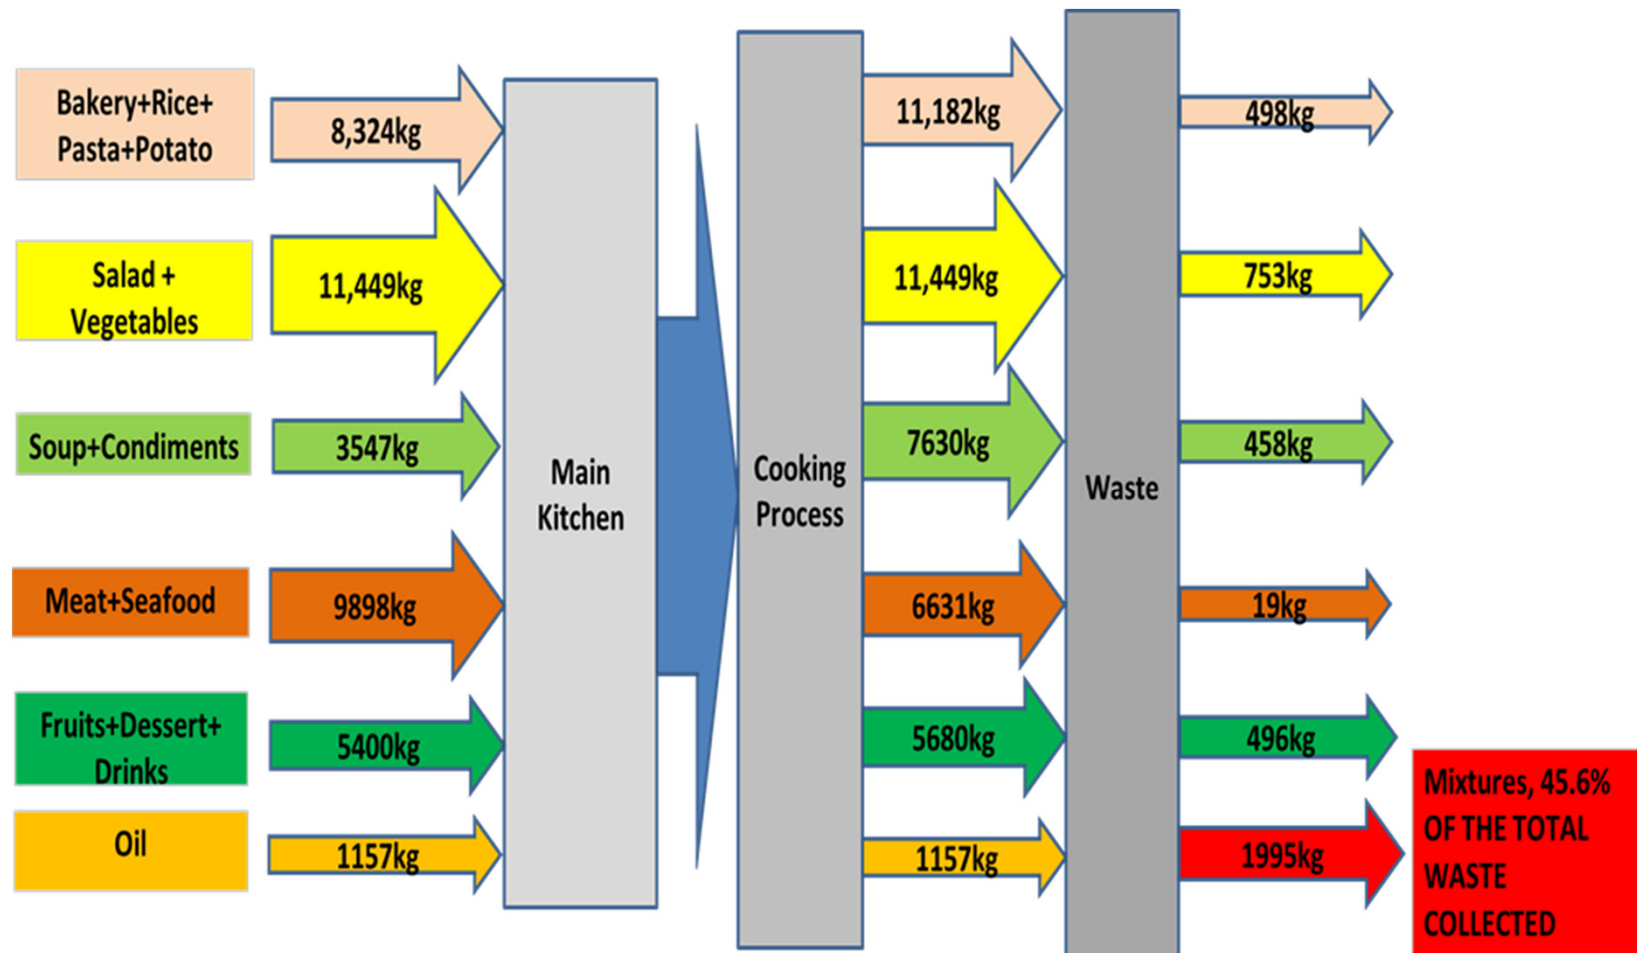 Bakery+Rice+
Pasta+Potato
8,324kg
11,182kg
498kg
Salad +
Vegetables
11,449kg
11,449kg
753kg
Soup+Condiments
3547kg
7630kg
458kg
Main
Kitchen
Cooking
Process
Waste
Meat+Seafood
9898kg
6631kg
19kg
Fruits+Dessert+
Drinks
5400kg
5680kg
496kg
Oil
1157kg
1157kg
1995kg
Mixtures, 45.6%
OF THE TOTAL
WASTE
COLLECTED